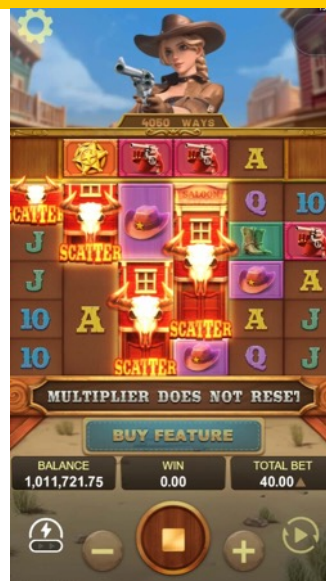 4050 WAYS
A
SALOON
SCATTER
Q
10
J
SCATTER
J
SCATTER
A
A
J
10
10
SCATTER
Q
J
MULTIPLIER DOES NOT RESET
BUY FEATURE
BALANCE
WIN
TOTAL BET
1,011,721.75
0.00
40.00